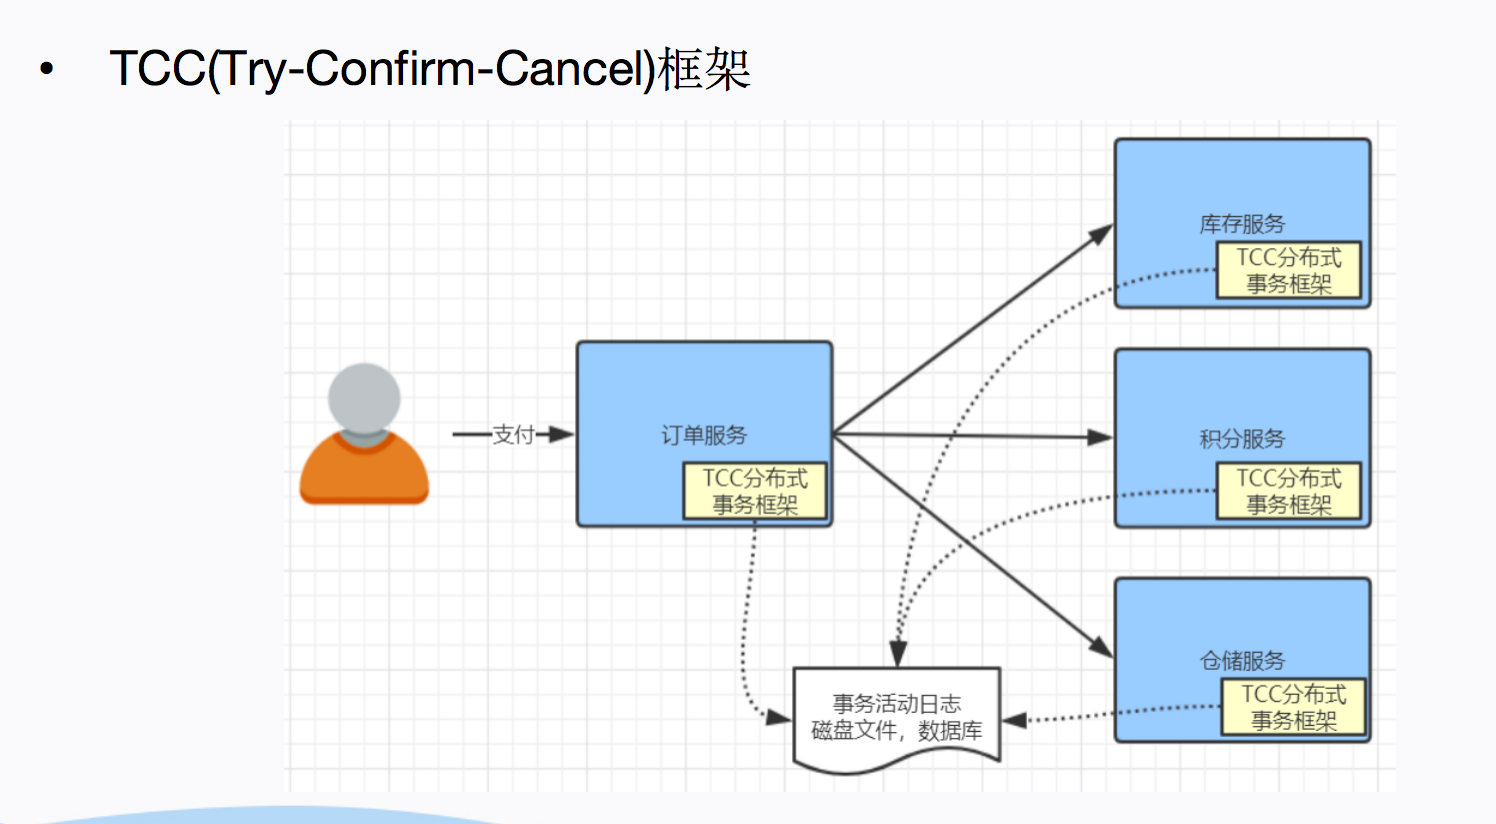 • TCC(Try-Confirm-Cancel)框架
库存服务
TCC分布式
事务框架
支付
订单服务
TCC分布式
事务框架
积分服务
TCC分布式
事务框架
仓储服务
TCC分布式
事务框架
事务活动日志
磁盘文件，数据库